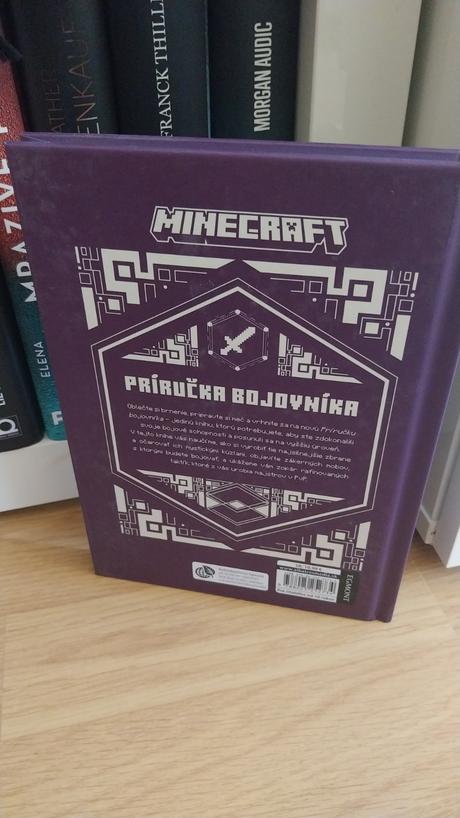 FRANCK THILL
MORGAN AUDIC
ENKAUF
MRAZIVÉ
ELENA
MINECRAFT
PRÍRUČKA BOJOVNÍKA
Oblečte si brnenie, pripravte si meč a vrhnite sa na novú Príručku
bojovníka – jedinú knihu, ktorú potrebujete, aby ste zdokonalili
svoje bojové schopnosti a posunuli sa na vyššiu úroveň.
V tejto knihe vás naučíme, ako si vyrobiť tie najsilnejšie zbrane
a očarovať ich mystickými kúzlami, objavíte zákerných mobov,
s ktorými budete bojovať, a ukážeme vám zopár rafinovaných
taktík, ktoré z vás urobia majstrov v PvP.
EGMONT